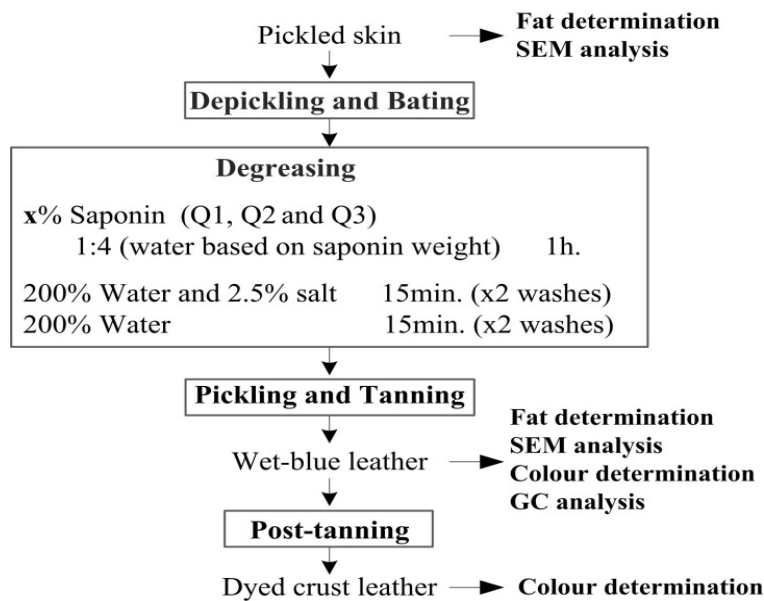 Pickled skin
Fat determination
SEM analysis
Depickling and Bating
Degreasing
x% Saponin (Q1, Q2 and Q3)
1:4 (water based on saponin weight) 1h.
200% Water and 2.5% salt 15min. (x2 washes)
200% Water 15min. (x2 washes)
Pickling and Tanning
Wet-blue leather
Fat determination
SEM analysis
Colour determination
GC analysis
Post-tanning
Dyed crust leather
Colour determination